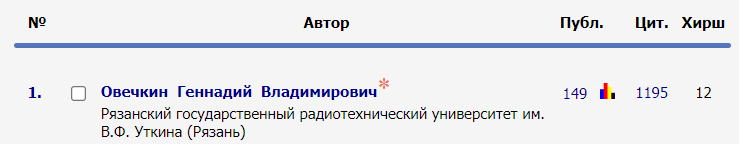 № Автор Публ. Цит. Хирш
1. Овечкин Геннадий Владимирович* 149 1195 12
Рязанский государственный радиотехнический университет им.
В.Ф. Уткина (Рязань)